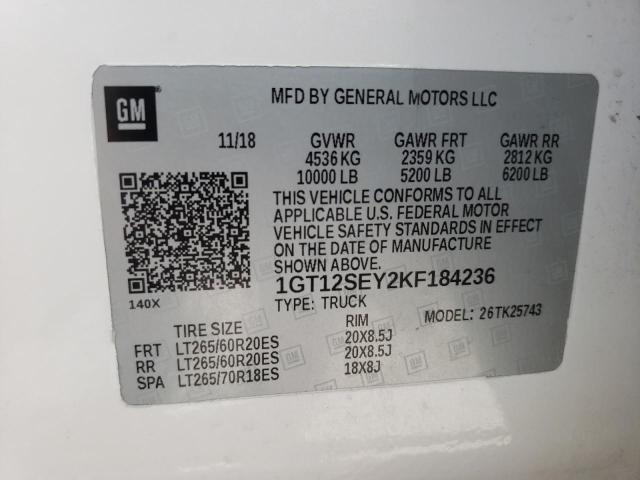 GM
MFD BY GENERAL MOTORS LLC
11/18 GVWR GAWR FRT GAWR RR
4536 KG 2359 KG 2812 KG
10000 LB 5200 LB 6200 LB
THIS VEHICLE CONFORMS TO ALL
APPLICABLE U.S. FEDERAL MOTOR
VEHICLE SAFETY STANDARDS IN EFFECT
ON THE DATE OF MANUFACTURE
SHOWN ABOVE.
140X
1GT12SEY2KF184236
TYPE: TRUCK MODEL: 26TK25743
TIRE SIZE RIM
FRT LT265/60R20ES 20X8.5J
RR LT265/60R20ES 20X8.5J
SPA LT265/70R18ES 18X8J